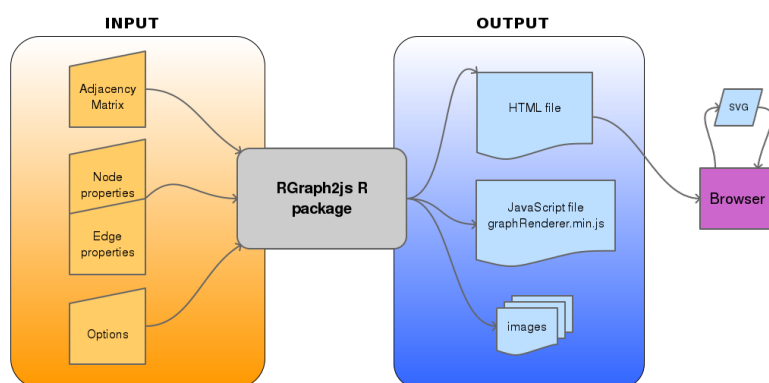 INPUT
OUTPUT
Adjacency
Matrix
Node
properties
Edge
properties
Options
RGraph2js R
package
HTML file
JavaScript file
graphRenderer.min.js
images
svg
Browser